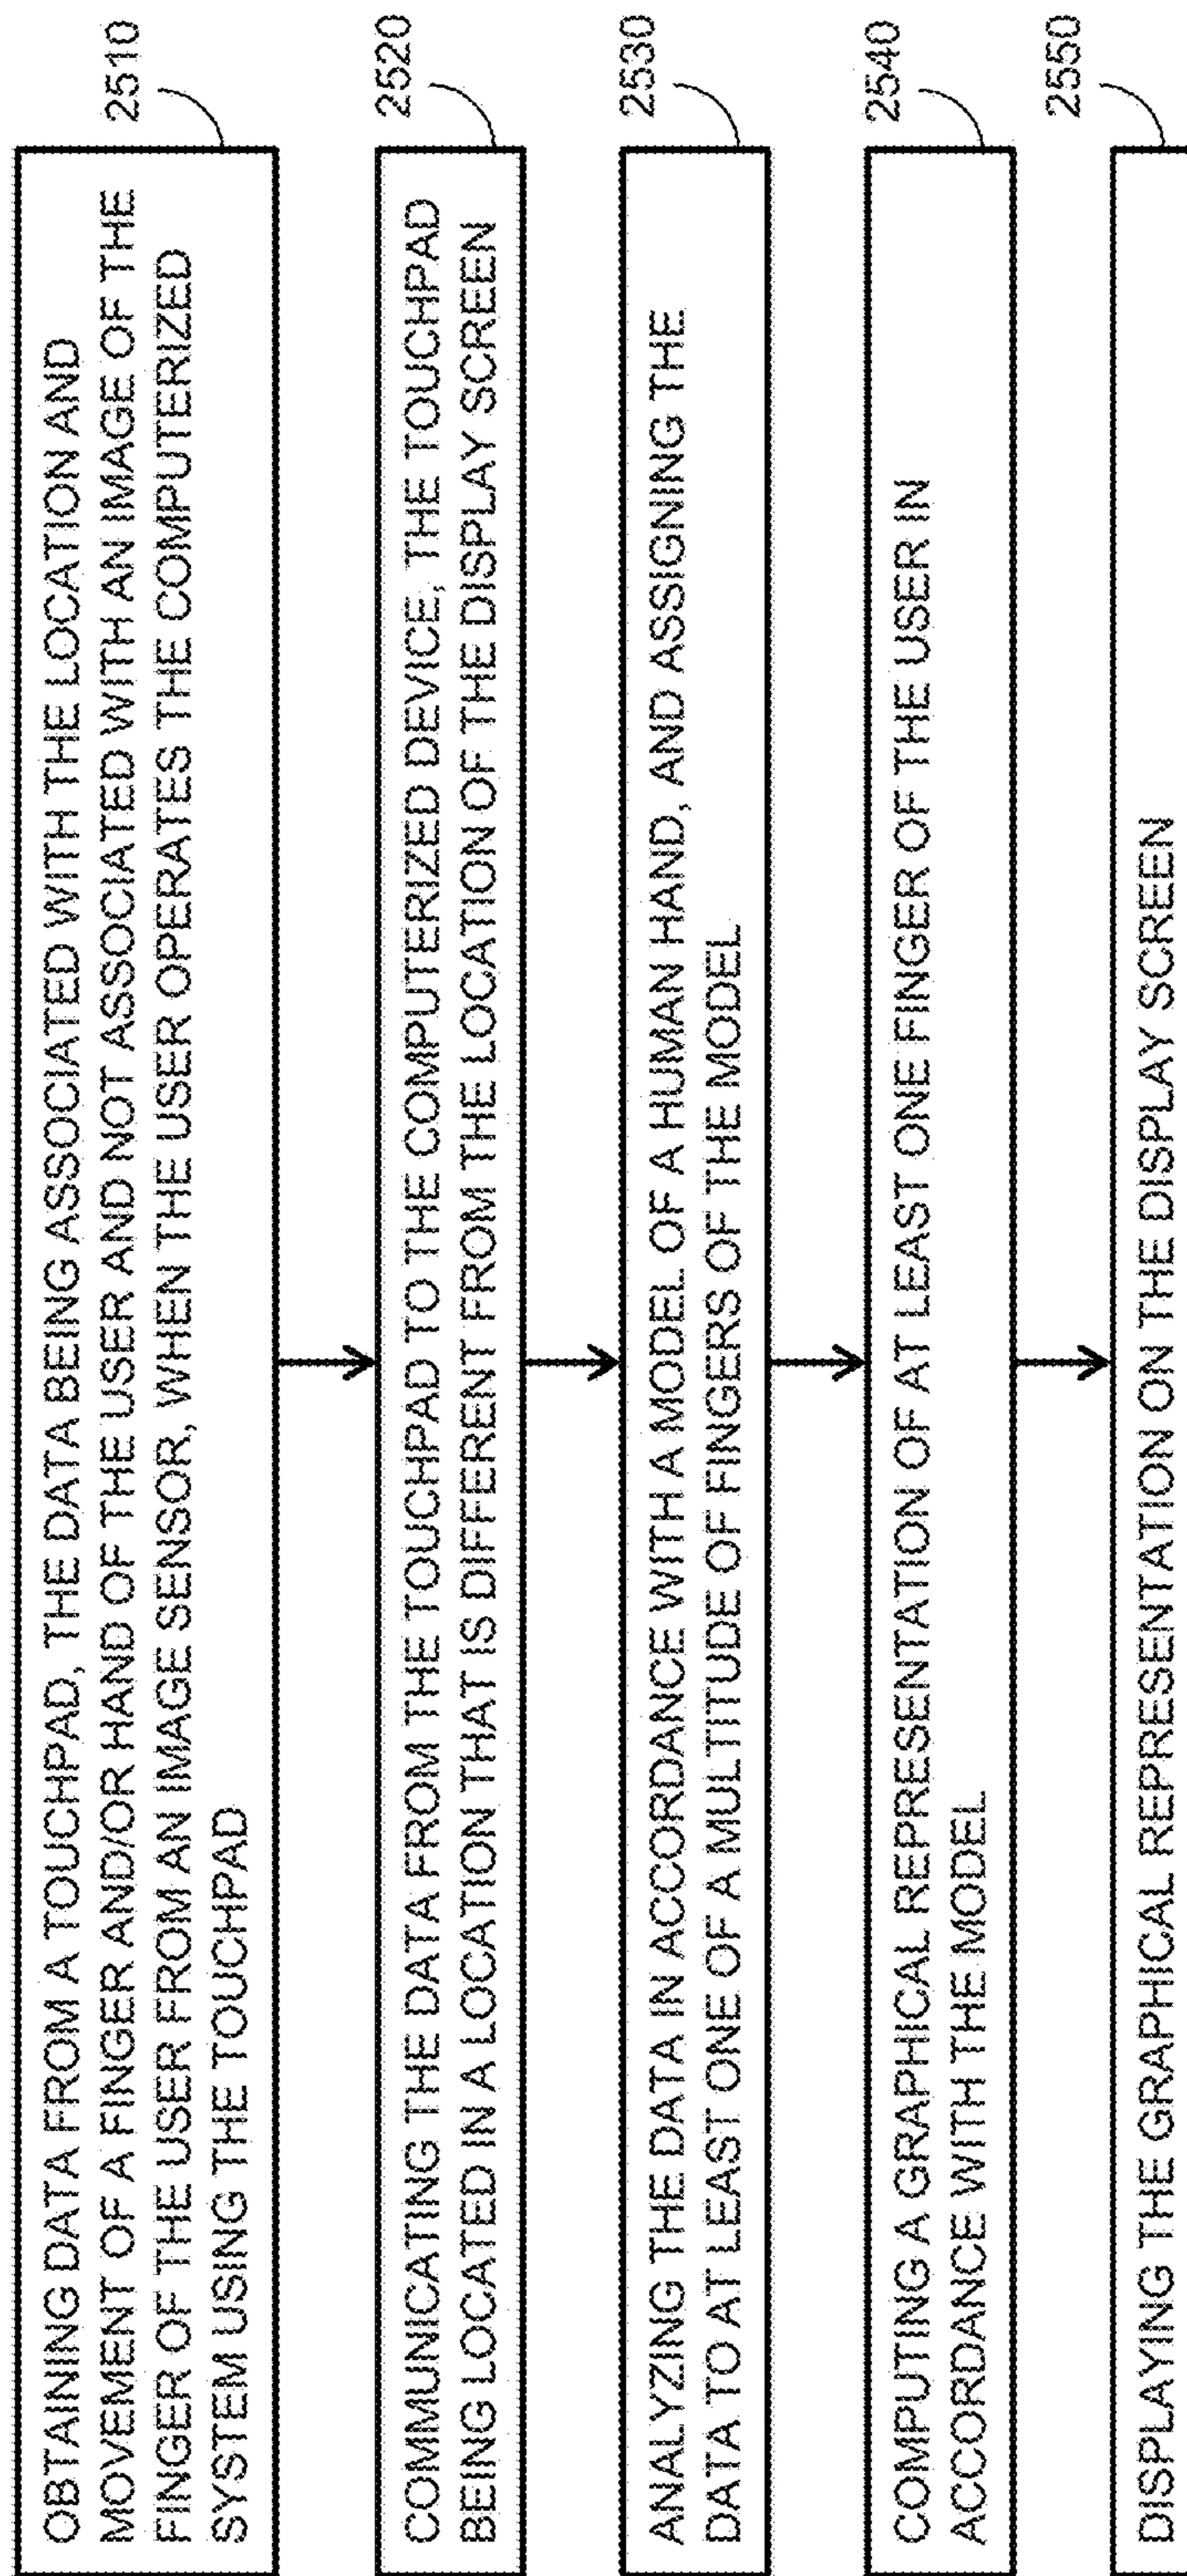 OBTAINING DATA FROM A TOUCHPAD, THE DATA BEING ASSOCIATED WITH THE LOCATION AND
MOVEMENT OF A FINGER AND/OR HAND OF THE USER AND NOT ASSOCIATED WITH AN IMAGE OF THE
FINGER OF THE USER FROM AN IMAGE SENSOR, WHEN THE USER OPERATES THE COMPUTERIZED
SYSTEM USING THE TOUCHPAD
2510
COMMUNICATING THE DATA FROM THE TOUCHPAD TO THE COMPUTERIZED DEVICE, THE TOUCHPAD
BEING LOCATED IN A LOCATION THAT IS DIFFERENT FROM THE LOCATION OF THE DISPLAY SCREEN
2520
ANALYZING THE DATA IN ACCORDANCE WITH A MODEL OF A HUMAN HAND, AND ASSIGNING THE
DATA TO AT LEAST ONE OF A MULTITUDE OF FINGERS OF THE MODEL
2530
COMPUTING A GRAPHICAL REPRESENTATION OF AT LEAST ONE FINGER OF THE USER IN
ACCORDANCE WITH THE MODEL
2540
DISPLAYING THE GRAPHICAL REPRESENTATION ON THE DISPLAY SCREEN
2550